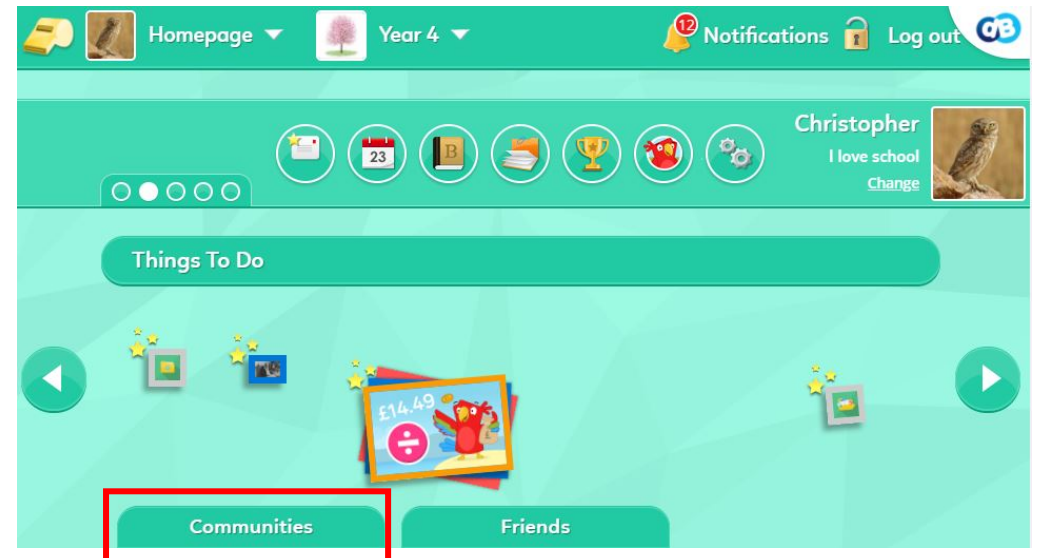 Homepage
Year 4
12
Notifications
Log out
DB
23
B
Christopher
I love school
Change
Things To Do
£14.49
÷
Communities
Friends